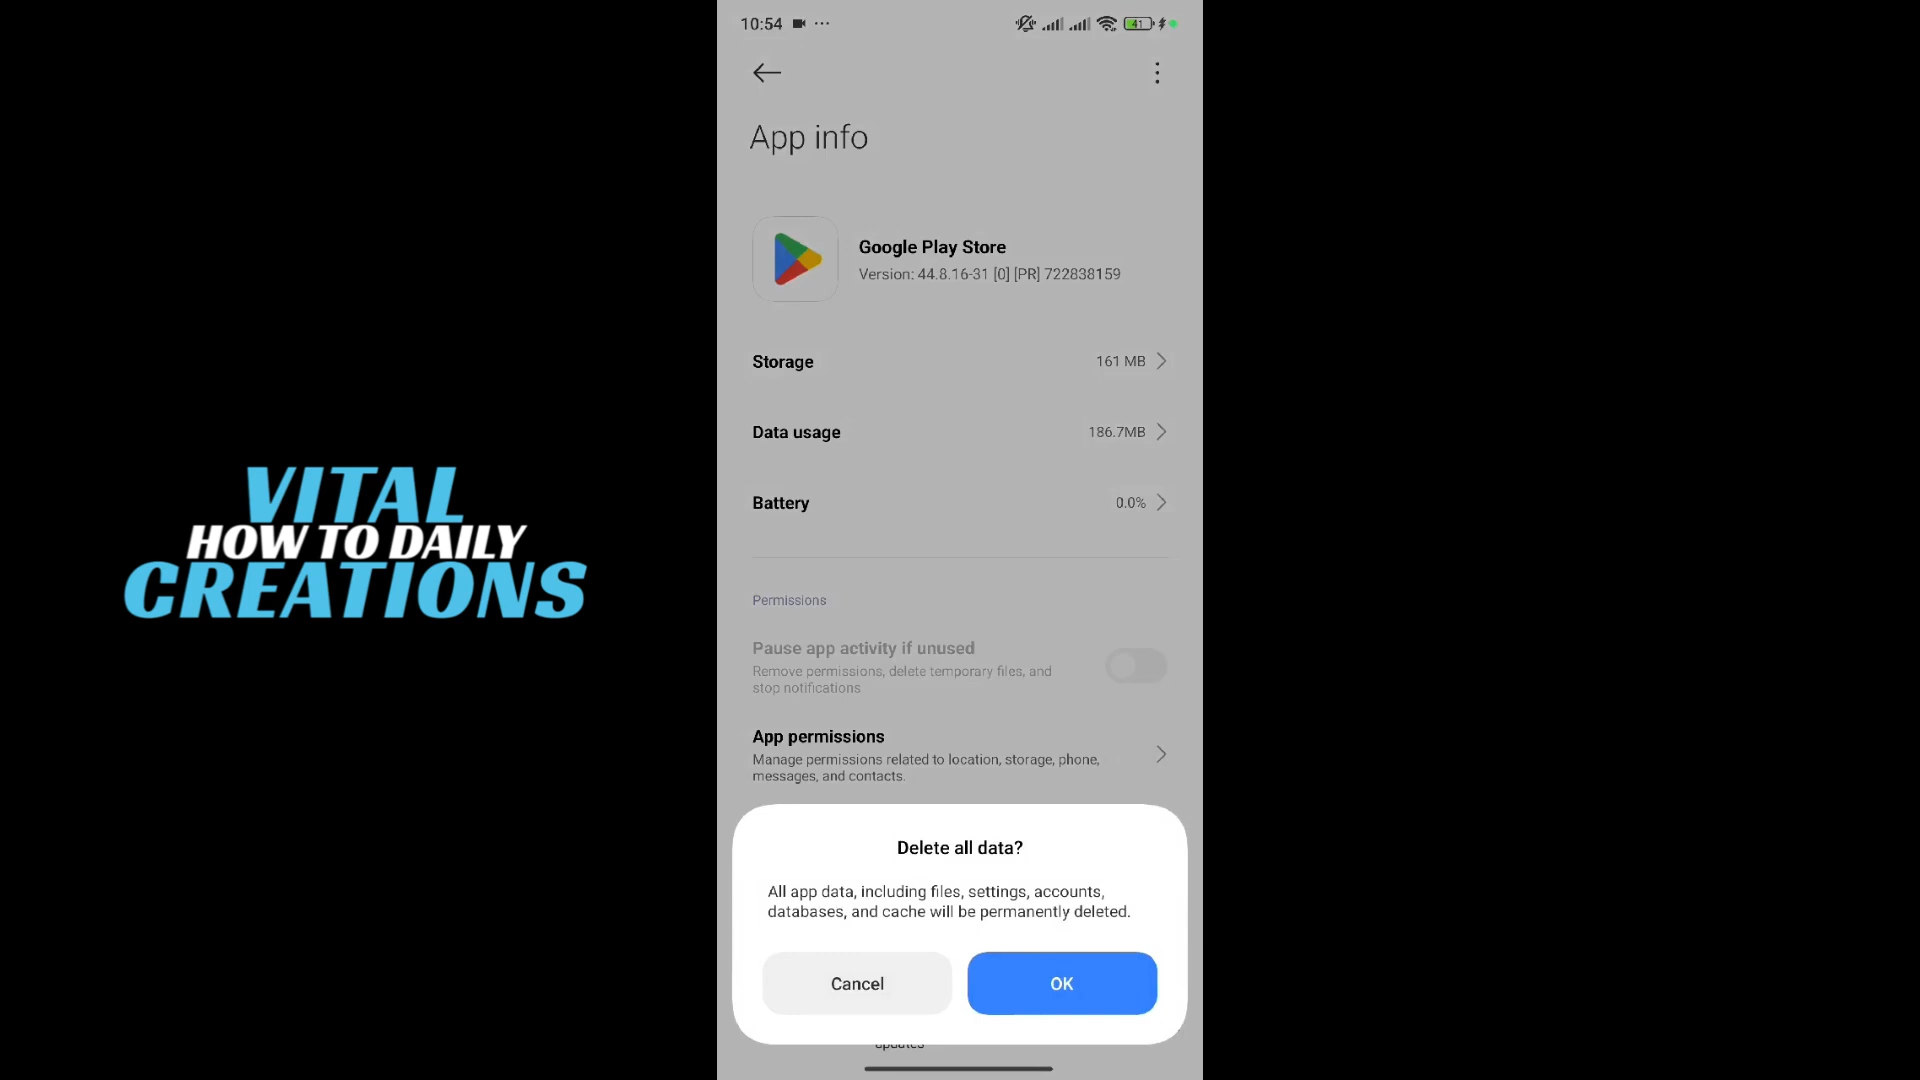 10:54
41
App info
Google Play Store
Version: 44.8.16-31 [0] [PR] 722838159
Storage
161 MB
Data usage
186.7MB
Battery
0.0%
Permissions
Pause app activity if unused
Remove permissions, delete temporary files, and
stop notifications
App permissions
Manage permissions related to location, storage, phone,
messages, and contacts.
Delete all data?
All app data, including files, settings, accounts,
databases, and cache will be permanently deleted.
Cancel
OK
updates
VITAL
HOW TO DAILY
CREATIONS